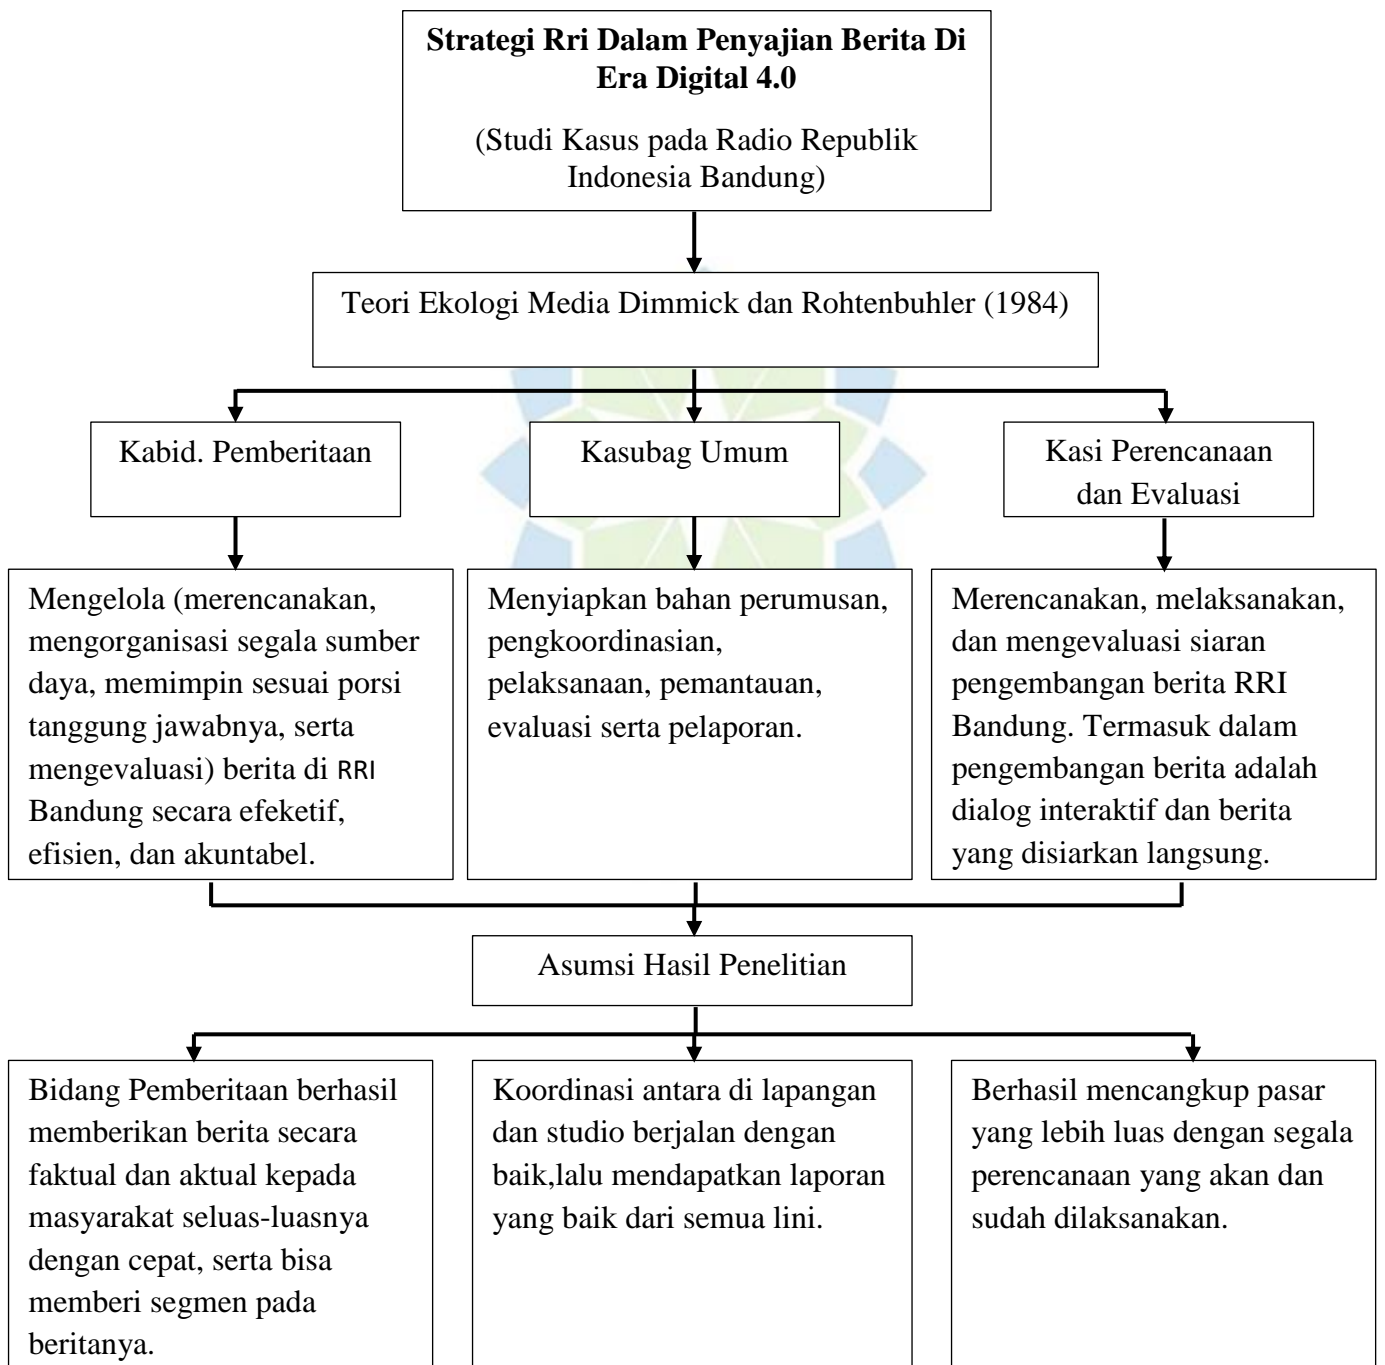 Strategi Rri Dalam Penyajian Berita Di
Era Digital 4.0
(Studi Kasus pada Radio Republik
Indonesia Bandung)
Teori Ekologi Media Dimmick dan Rohtenbuhler (1984)
Kabid. Pemberitaan
Kasubag Umum
Kasi Perencanaan
dan Evaluasi
Mengelola (merencanakan,
mengorganisasi segala sumber
daya, memimpin sesuai porsi
tanggung jawabnya, serta
mengevaluasi) berita di RRI
Bandung secara efeketif,
efisien, dan akuntabel.
Menyiapkan bahan perumusan,
pengkoordinasian,
pelaksanaan, pemantauan,
evaluasi serta pelaporan.
Merencanakan, melaksanakan,
dan mengevaluasi siaran
pengembangan berita RRI
Bandung. Termasuk dalam
pengembangan berita adalah
dialog interaktif dan berita
yang disiarkan langsung.
Asumsi Hasil Penelitian
Bidang Pemberitaan berhasil
memberikan berita secara
faktual dan aktual kepada
masyarakat seluas-luasnya
dengan cepat, serta bisa
memberi segmen pada
beritanya.
Koordinasi antara di lapangan
dan studio berjalan dengan
baik,lalu mendapatkan laporan
yang baik dari semua lini.
Berhasil mencangkup pasar
yang lebih luas dengan segala
perencanaan yang akan dan
sudah dilaksanakan.